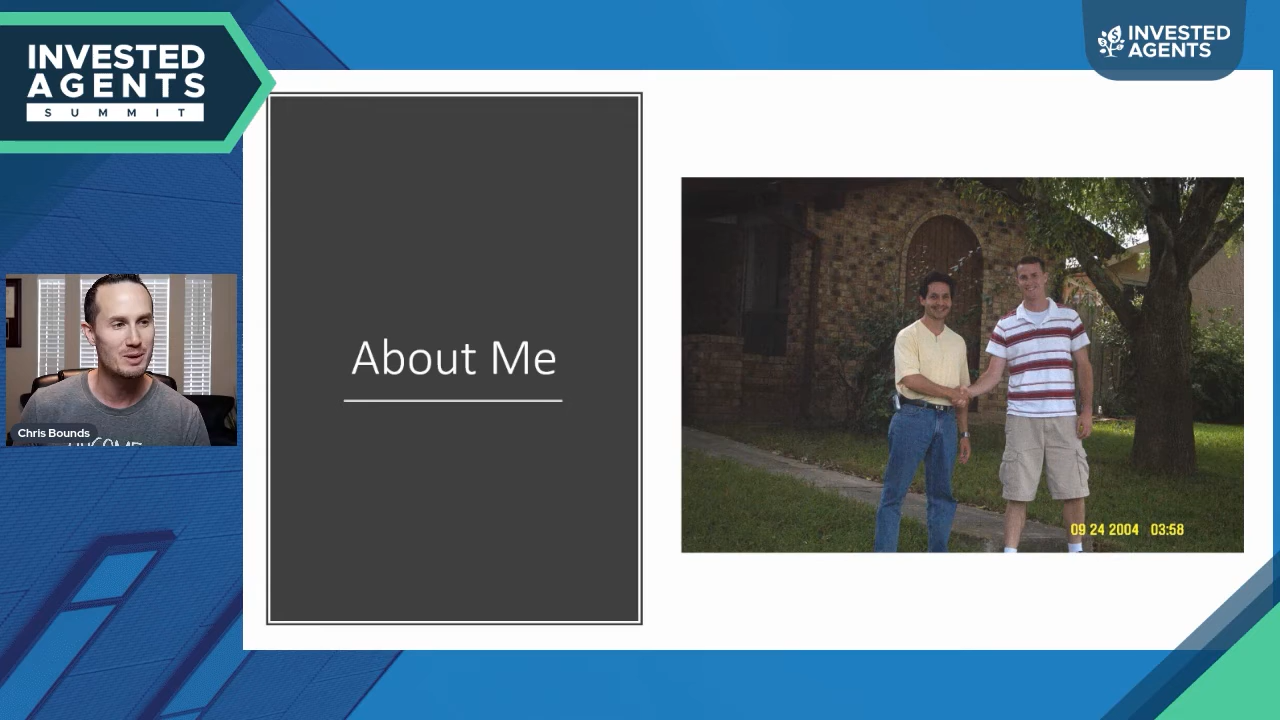 INVESTED
AGENTS
SUMMIT
INVESTED
AGENTS
About Me
Chris Bounds
09 24 2004 03:58